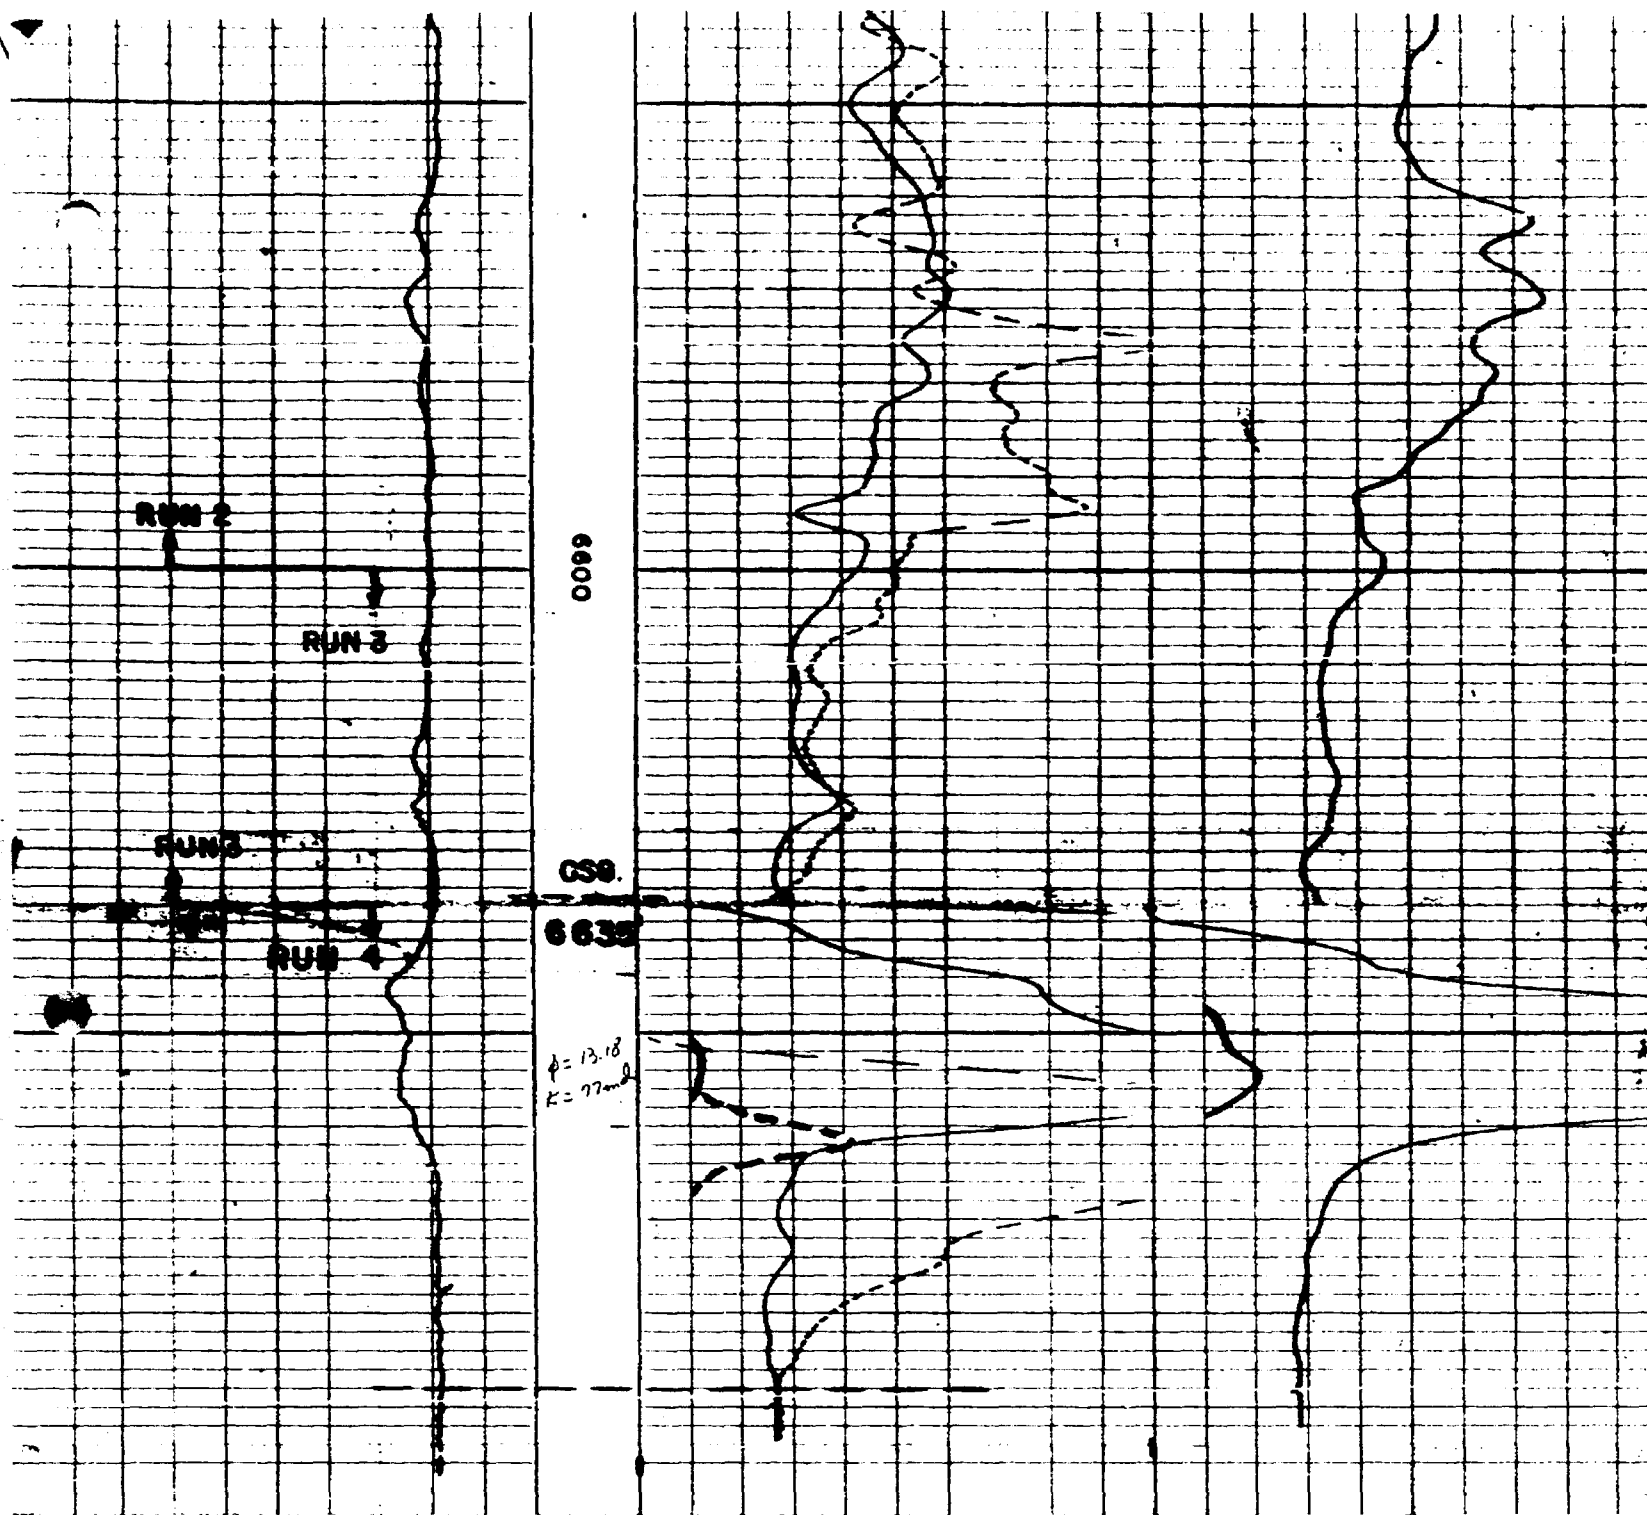 RUN 2
6600
RUN 3
RUN 3
CSG.
6635
RUN 4
φ = 13.18
K = 77md